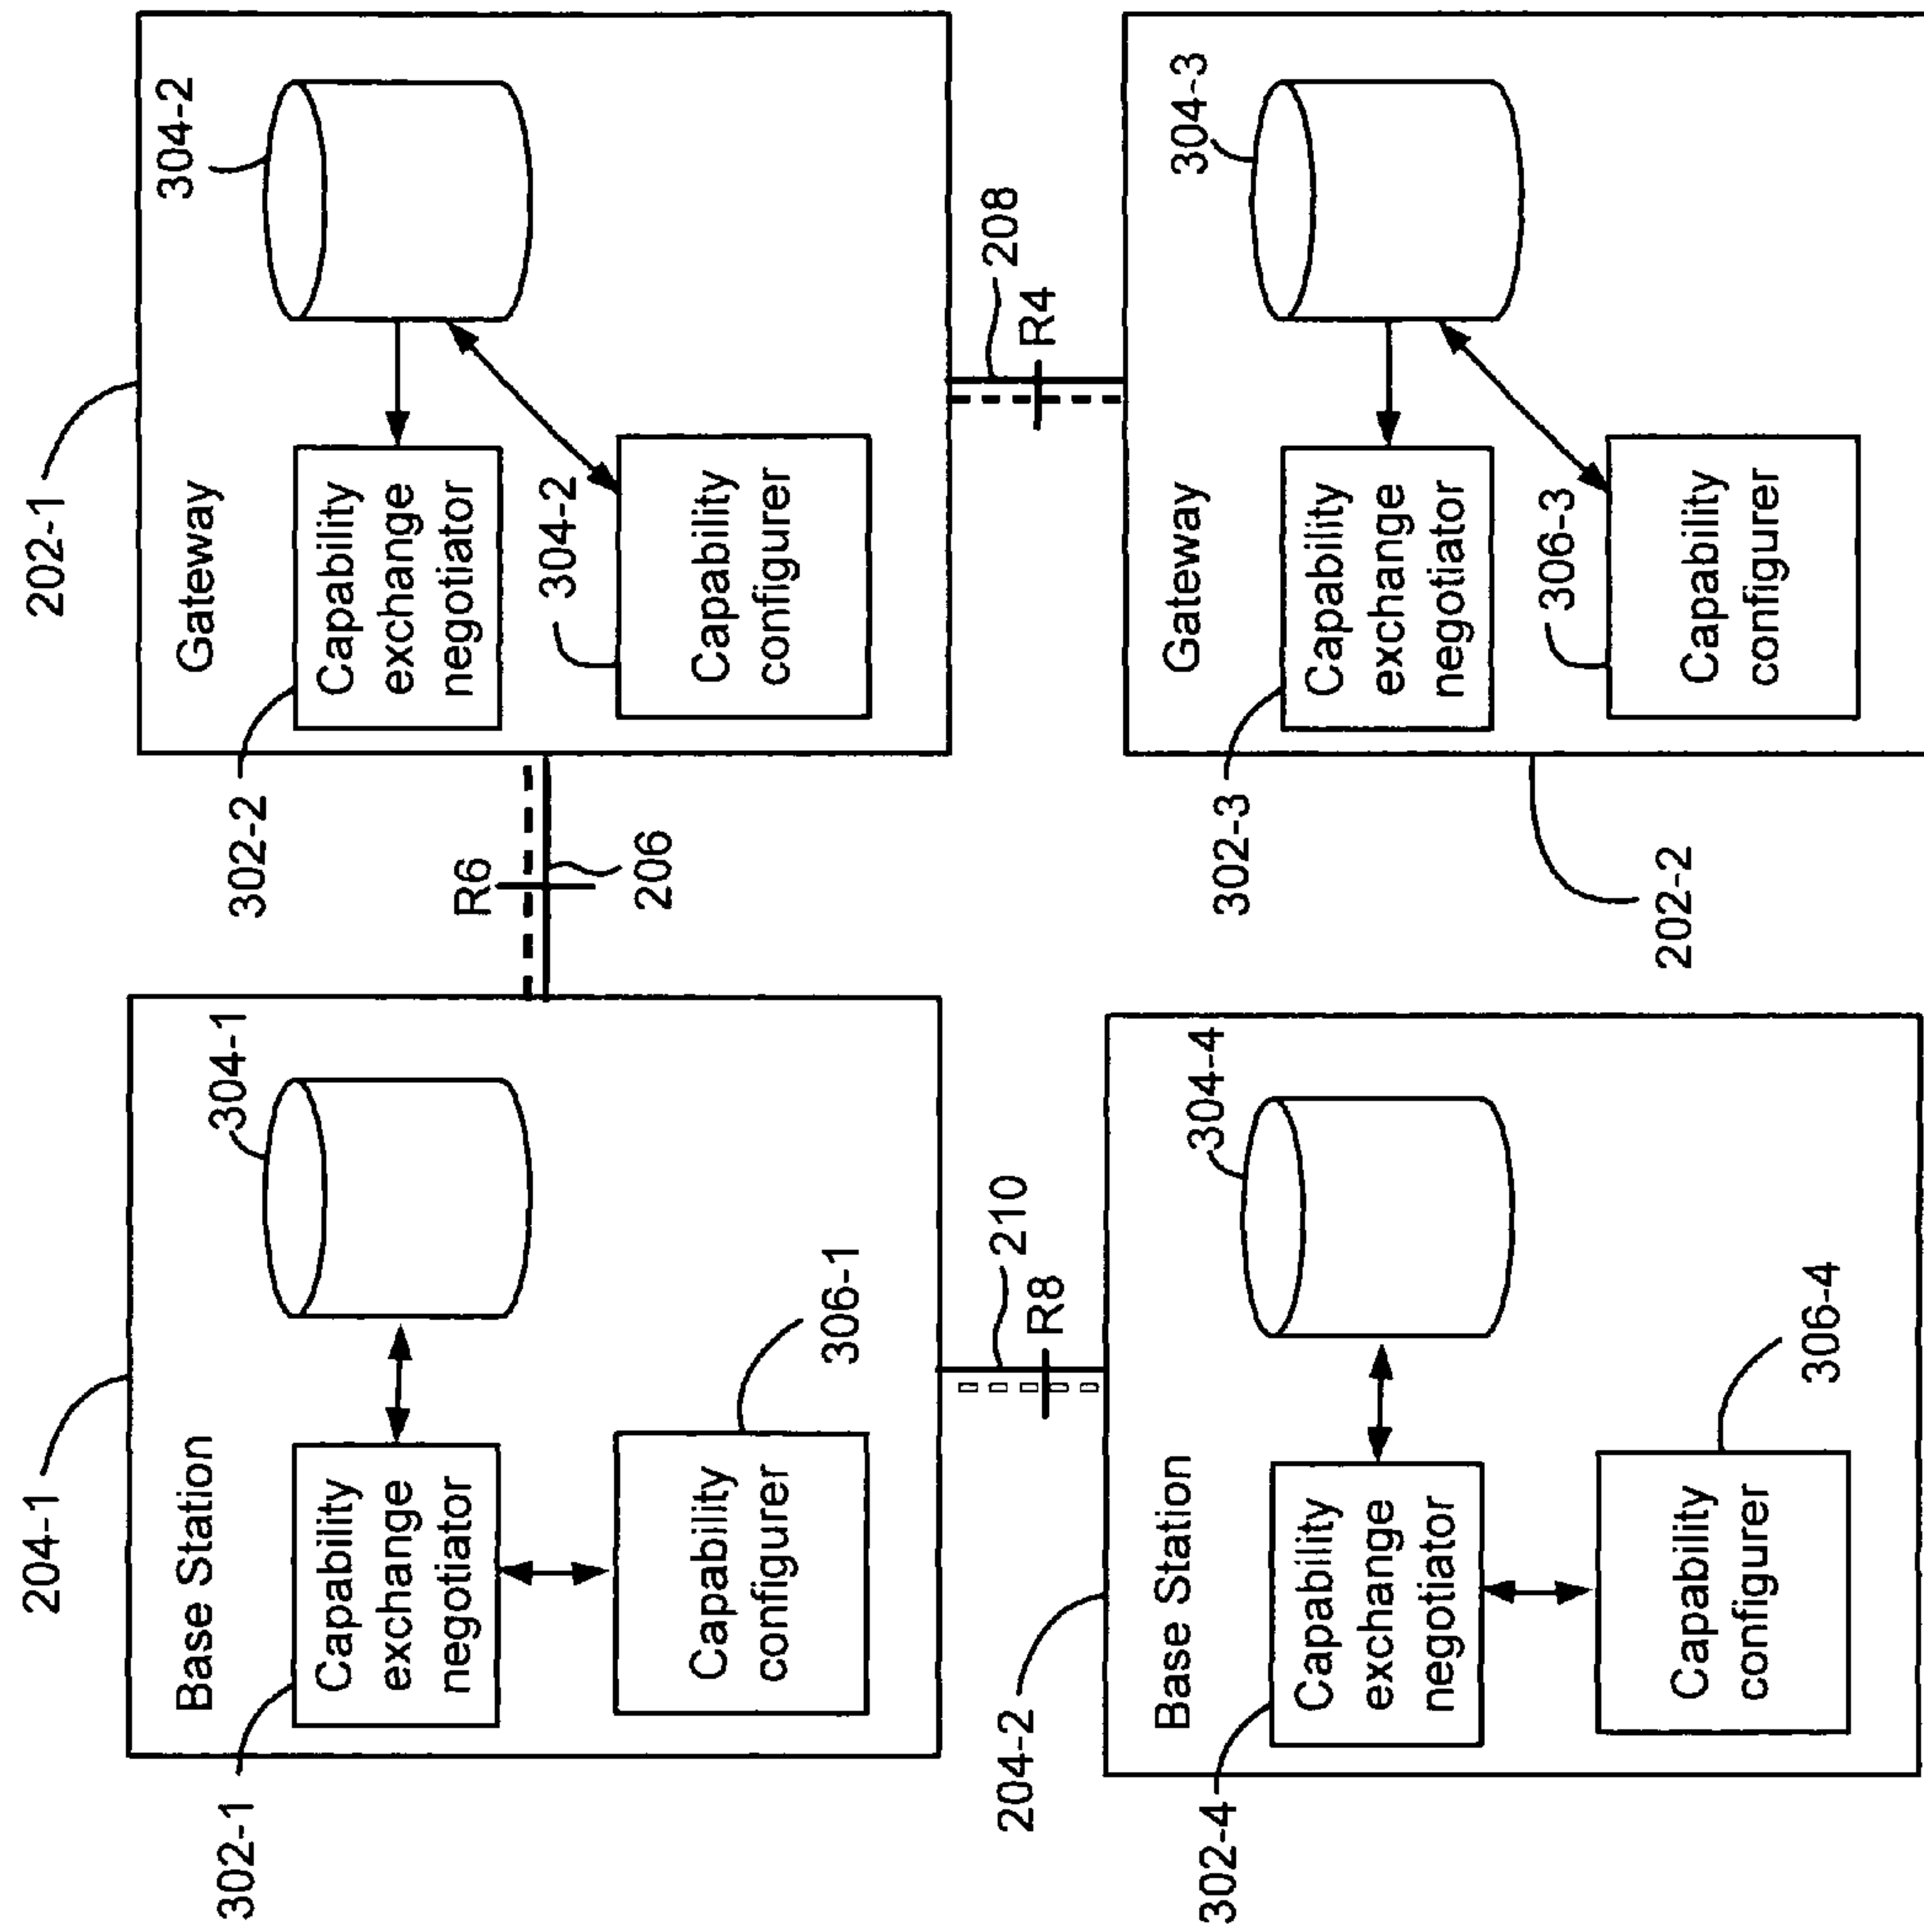 204-1
Base Station
304-1
302-1
Capability
exchange
negotiator
Capability
configurer
306-1
R6
206
202-1
Gateway
304-2
302-2
Capability
exchange
negotiator
304-2
Capability
configurer
210
R8
208
R4
204-2
Base Station
304-4
302-4
Capability
exchange
negotiator
Capability
configurer
306-4
Gateway
304-3
302-3
Capability
exchange
negotiator
306-3
Capability
configurer
202-2